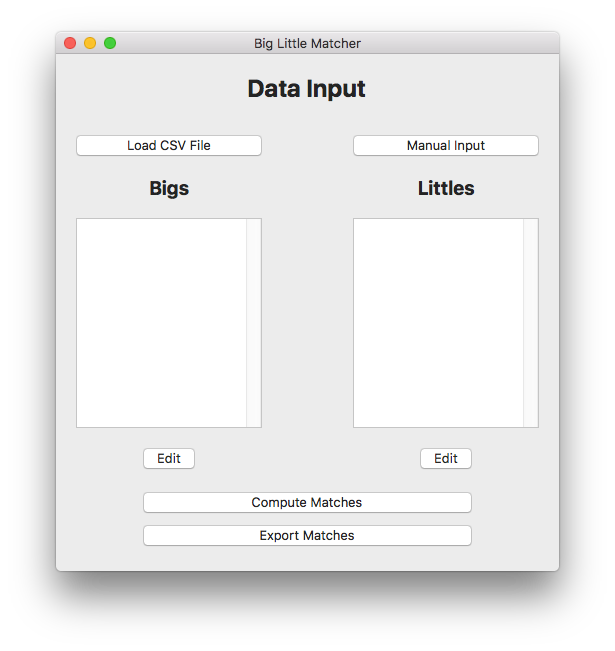 Big Little Matcher
Data Input
Load CSV File
Manual Input
Bigs
Littles
Edit
Edit
Compute Matches
Export Matches